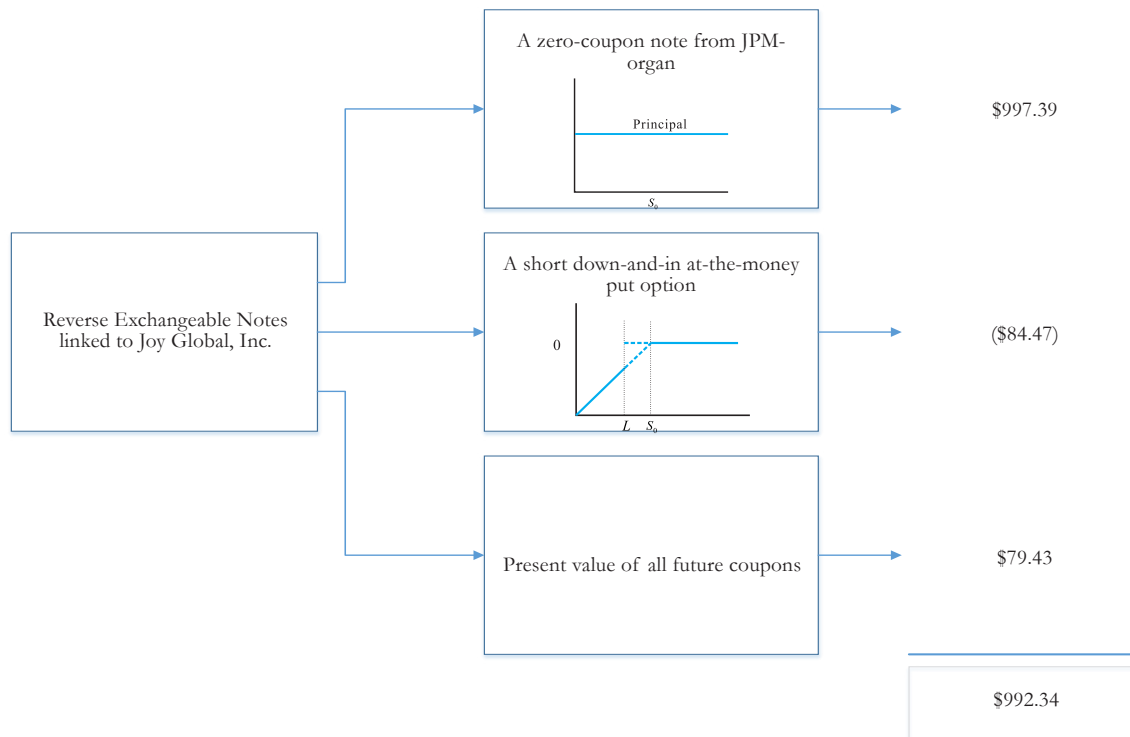 A zero-coupon note from JPM-
organ
Principal
S₀
$997.39
Reverse Exchangeable Notes
linked to Joy Global, Inc.
A short down-and-in at-the-money
put option
0
L S₀
($84.47)
Present value of all future coupons
$79.43
$992.34